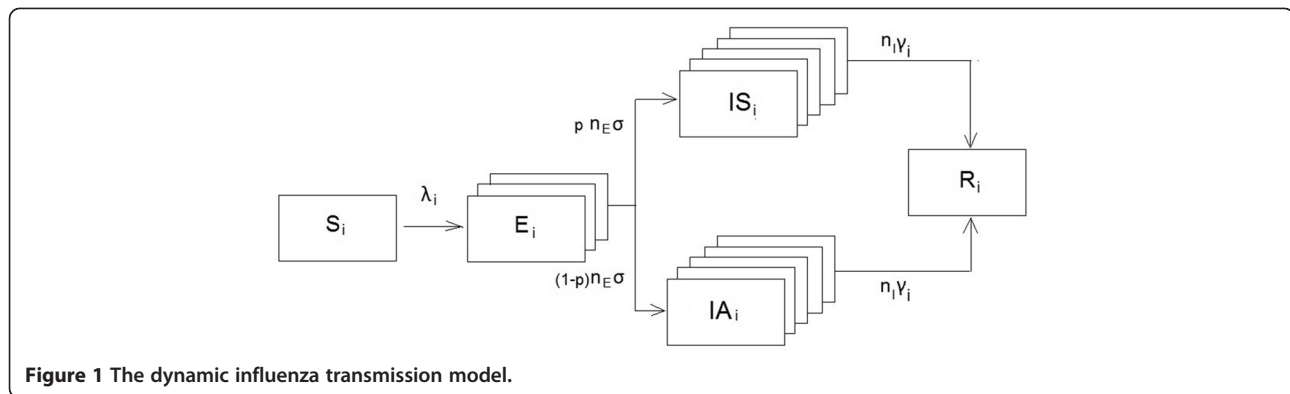 n_Iγ_i
IS_i
p n_Eσ
R_i
λ_i
S_i
E_i
(1-p)n_Eσ
n_Iγ_i
IA_i
Figure 1 The dynamic influenza transmission model.